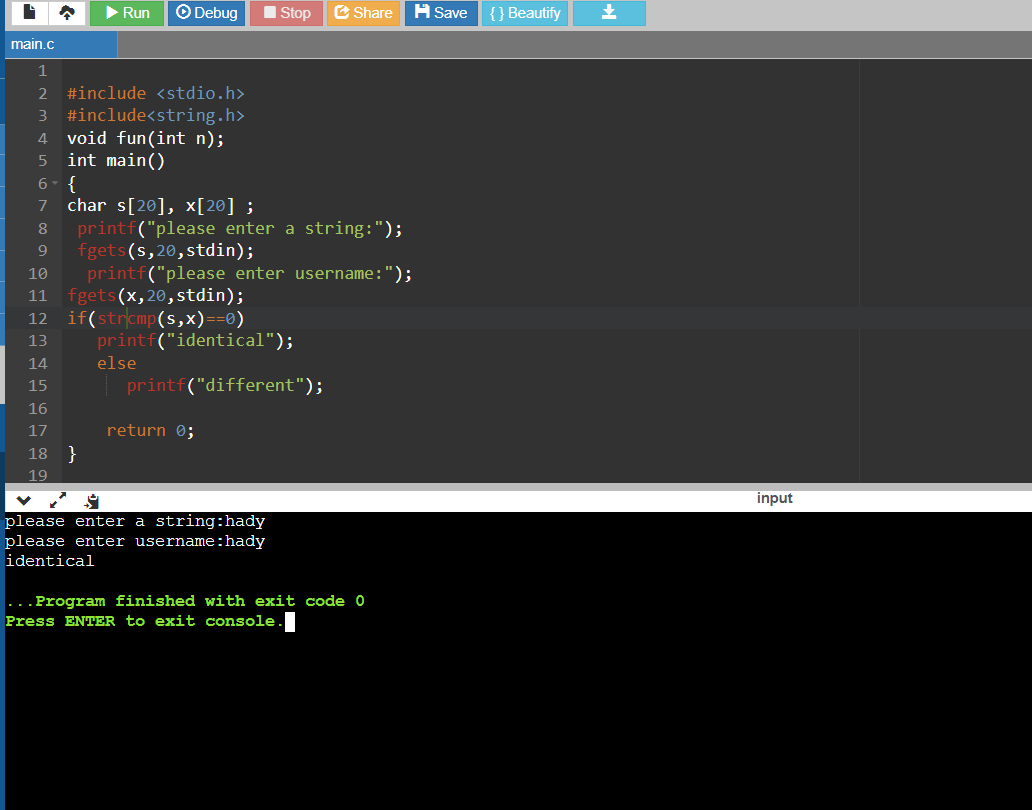 Run Debug Stop Share Save { } Beautify
main.c
1
2 #include <stdio.h>
3 #include<string.h>
4 void fun(int n);
5 int main()
6 {
7 char s[20], x[20] ;
8 printf("please enter a string:");
9 fgets(s,20,stdin);
10 printf("please enter username:");
11 fgets(x,20,stdin);
12 if(strcmp(s,x)==0)
13 printf("identical");
14 else
15 printf("different");
16
17 return 0;
18 }
19
input
please enter a string:hady
please enter username:hady
identical
...Program finished with exit code 0
Press ENTER to exit console.